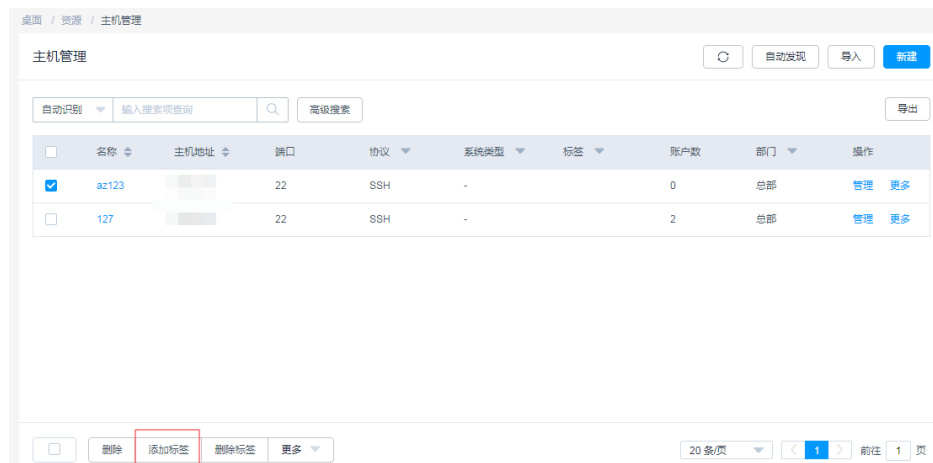 桌面 / 资源 / 主机管理
主机管理 自动发现 导入 新建
自动识别 输入搜索项查询 高级搜索 导出
名称 主机地址 端口 协议 系统类型 标签 账户数 部门 操作
az123 22 SSH - 0 总部 管理 更多
127 22 SSH - 2 总部 管理 更多
删除 添加标签 删除标签 更多 20 条/页 1 前往 1 页